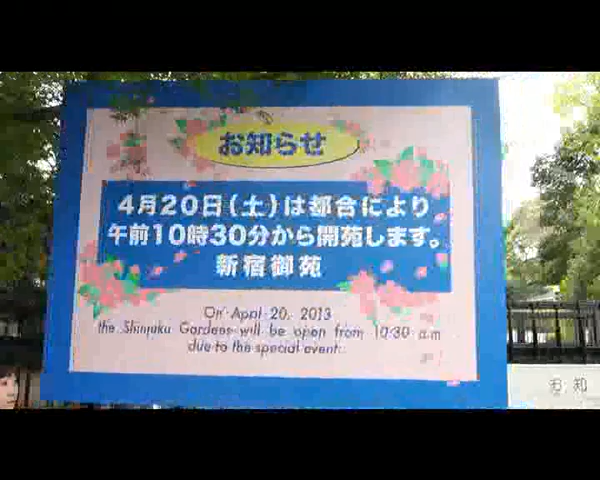 お知らせ
4月20日(土)は都合により
午前10時30分から開苑します。
新宿御苑
On April 20, 2013
the Shinjuku Gardens will be open from 10:30 a.m
due to the special event.
お知